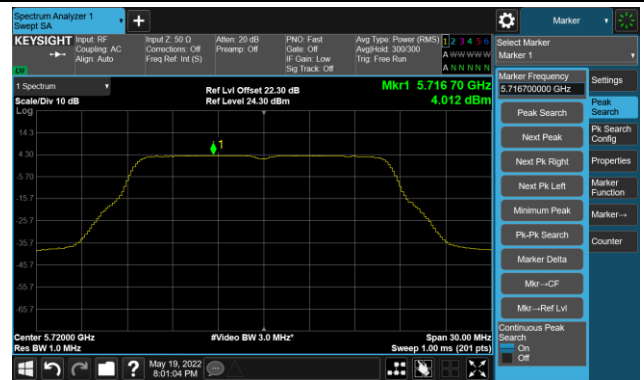 Spectrum Analyzer 1
Swept SA
+
Marker
KEYSIGHT
Input: RF
Coupling: AC
Align: Auto
Input Z: 50 Ω
Corrections: Off
Freq Ref: Int (S)
Atten: 20 dB
Preamp: Off
PNO: Fast
Gate: Off
IF Gain: Low
Sig Track: Off
Avg Type: Power (RMS)
Avg|Hold: 300/300
Trig: Free Run
1 2 3 4 5 6
A W W W W W
A N N N N N
Select Marker
Marker 1
1 Spectrum
Scale/Div 10 dB
Log
Ref Lvl Offset 22.30 dB
Ref Level 24.30 dBm
Mkr1 5.716 70 GHz
4.012 dBm
14.3
4.30
-5.70
-15.7
-25.7
-35.7
-45.7
-55.7
-65.7
1
Center 5.72000 GHz
Res BW 1.0 MHz
#Video BW 3.0 MHz*
Span 30.00 MHz
Sweep 1.00 ms (201 pts)
Marker Frequency
5.716700000 GHz
Peak Search
Next Peak
Next Pk Right
Next Pk Left
Minimum Peak
Pk-Pk Search
Marker Delta
Mkr→CF
Mkr→Ref Lvl
Continuous Peak
Search
On
Off
Settings
Peak
Search
Pk Search
Config
Properties
Marker
Function
Marker→
Counter
?
May 19, 2022
8:01:04 PM